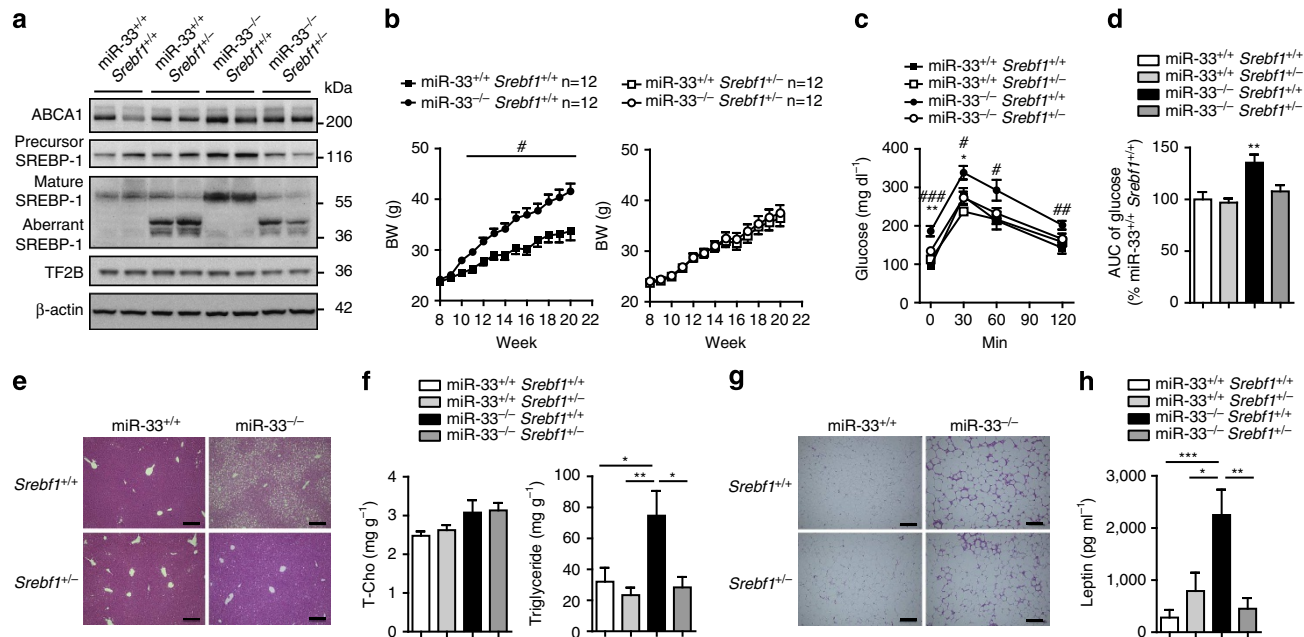 a
miR-33+/+
Srebf1+/+
miR-33+/+
Srebf1+/–
miR-33–/–
Srebf1+/+
miR-33–/–
Srebf1+/–
kDa
ABCA1
200
Precursor
SREBP-1
116
Mature
SREBP-1
55
Aberrant
SREBP-1
36
TF2B
36
β-actin
42
b
miR-33+/+ Srebf1+/+ n=12
miR-33–/– Srebf1+/+ n=12
miR-33+/+ Srebf1+/– n=12
miR-33–/– Srebf1+/– n=12
#
BW (g)
50
40
30
20
8 10 12 14 16 18 20 22
Week
BW (g)
50
40
30
20
8 10 12 14 16 18 20 22
Week
c
miR-33+/+ Srebf1+/+
miR-33+/+ Srebf1+/–
miR-33–/– Srebf1+/+
miR-33–/– Srebf1+/–
Glucose (mg dl–1)
400
300
200
100
0
###
**
#
*
#
##
0 30 60 90 120
Min
d
miR-33+/+ Srebf1+/+
miR-33+/+ Srebf1+/–
miR-33–/– Srebf1+/+
miR-33–/– Srebf1+/–
AUC of glucose
(% miR-33+/+ Srebf1+/+)
150
100
50
0
**
e
miR-33+/+
miR-33–/–
Srebf1+/+
Srebf1+/–
f
miR-33+/+ Srebf1+/+
miR-33+/+ Srebf1+/–
miR-33–/– Srebf1+/+
miR-33–/– Srebf1+/–
T-Cho (mg g–1)
4
3
2
1
0
Triglyceride (mg g–1)
100
80
60
40
20
0
*
**
*
g
miR-33+/+
miR-33–/–
Srebf1+/+
Srebf1+/–
h
miR-33+/+ Srebf1+/+
miR-33+/+ Srebf1+/–
miR-33–/– Srebf1+/+
miR-33–/– Srebf1+/–
Leptin (pg ml–1)
3,000
2,000
1,000
0
***
*
**